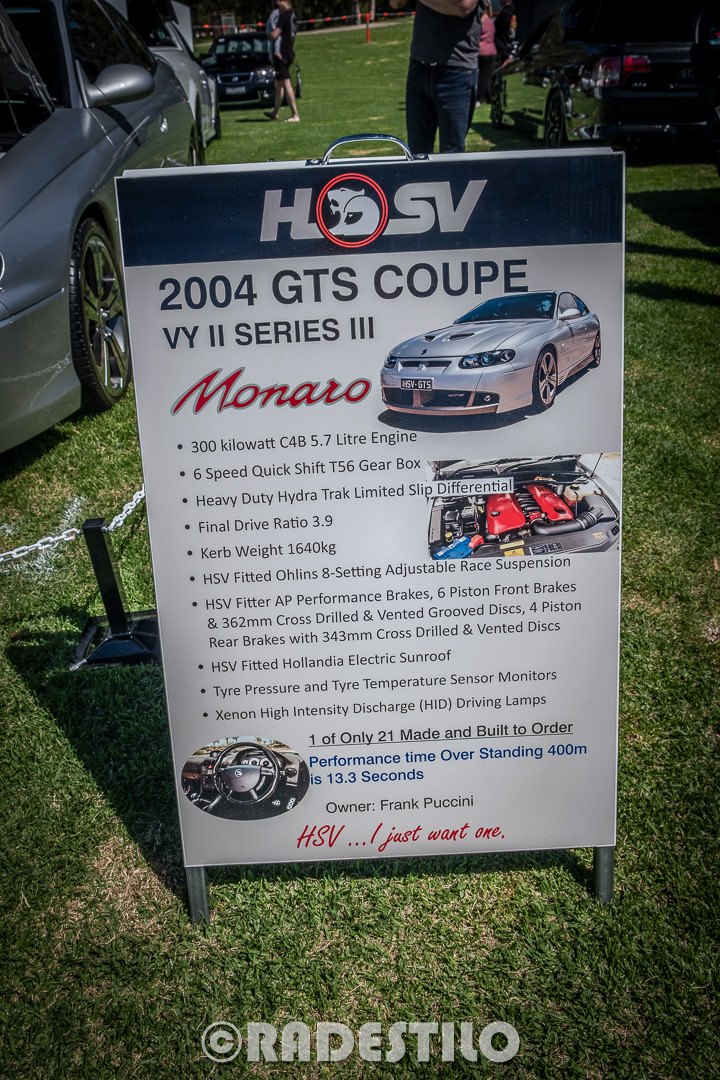 HSV
2004 GTS COUPE
VY II SERIES III
Monaro
HSV·GTS
• 300 kilowatt C4B 5.7 Litre Engine
• 6 Speed Quick Shift T56 Gear Box
• Heavy Duty Hydra Trak Limited Slip Differential
• Final Drive Ratio 3.9
• Kerb Weight 1640kg
• HSV Fitted Ohlins 8-Setting Adjustable Race Suspension
• HSV Fitter AP Performance Brakes, 6 Piston Front Brakes
& 362mm Cross Drilled & Vented Grooved Discs, 4 Piston
Rear Brakes with 343mm Cross Drilled & Vented Discs
• HSV Fitted Hollandia Electric Sunroof
• Tyre Pressure and Tyre Temperature Sensor Monitors
• Xenon High Intensity Discharge (HID) Driving Lamps
1 of Only 21 Made and Built to Order
Performance time Over Standing 400m
is 13.3 Seconds
Owner: Frank Puccini
HSV ...I just want one.
©RADESTILO